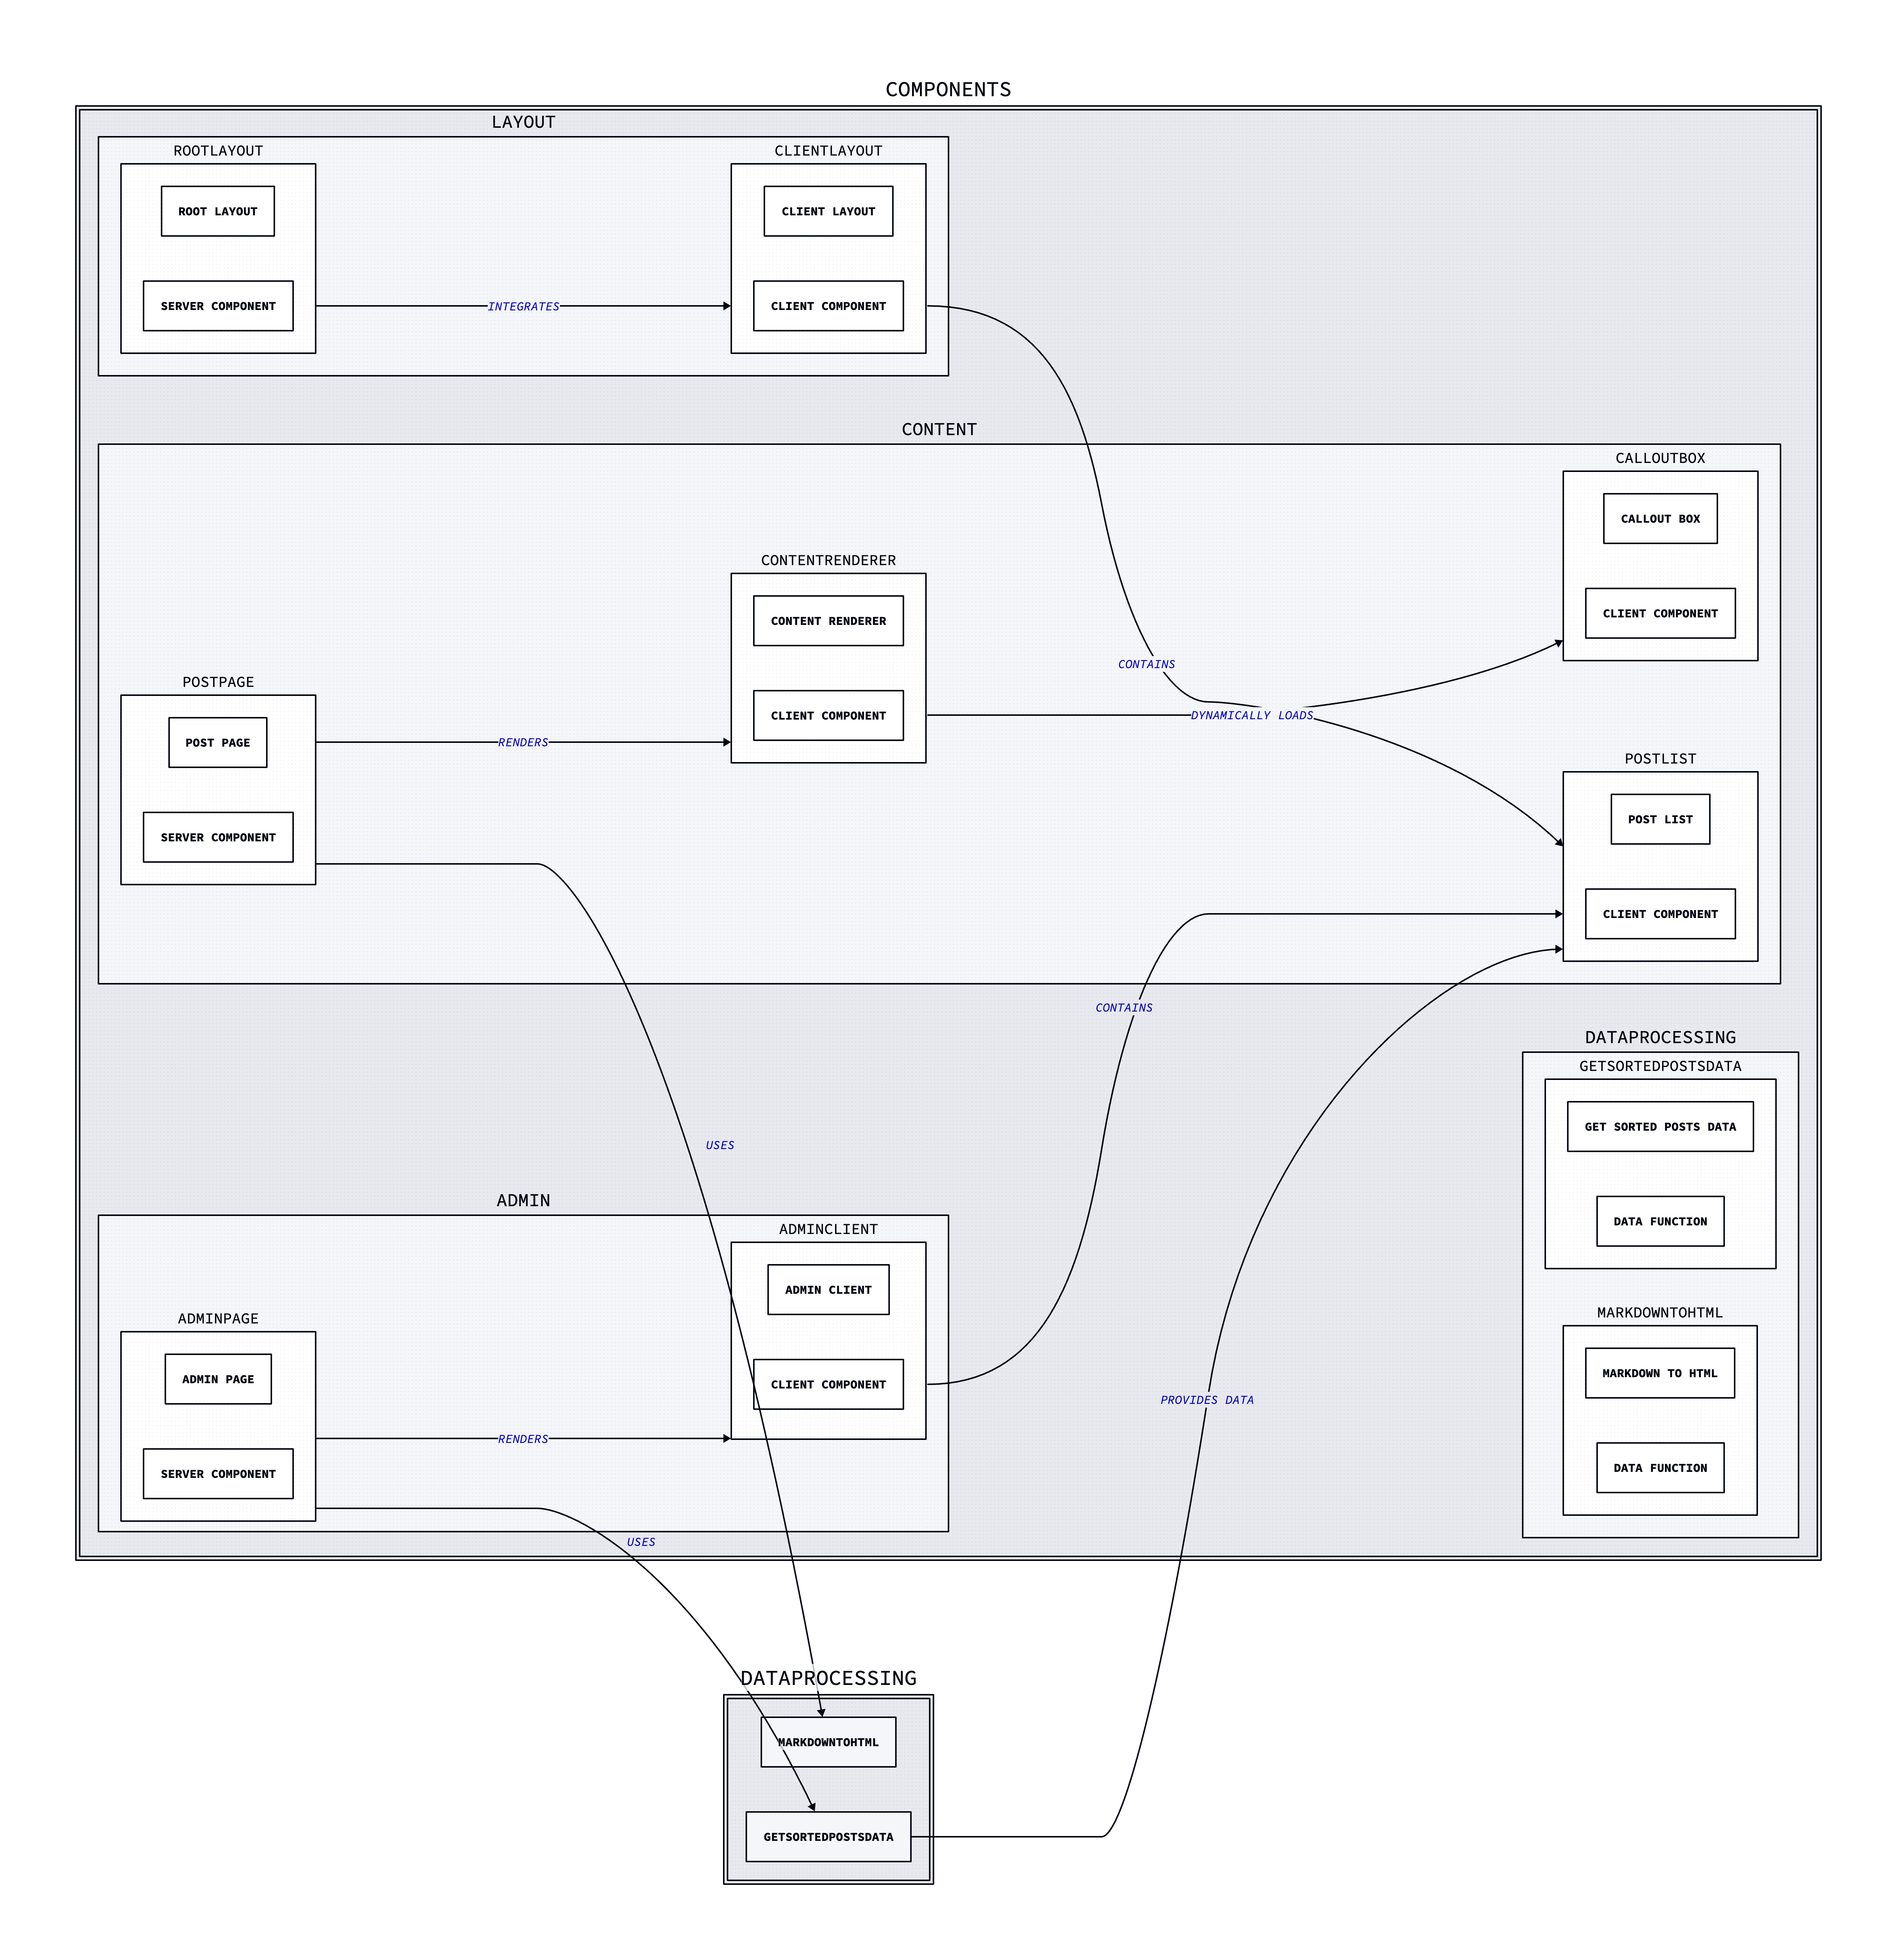 COMPONENTS
LAYOUT
ROOTLAYOUT
ROOT LAYOUT
SERVER COMPONENT
INTEGRATES
CLIENTLAYOUT
CLIENT LAYOUT
CLIENT COMPONENT
CONTAINS
CONTENT
POSTPAGE
POST PAGE
SERVER COMPONENT
RENDERS
CONTENTRENDERER
CONTENT RENDERER
CLIENT COMPONENT
DYNAMICALLY LOADS
CALLOUTBOX
CALLOUT BOX
CLIENT COMPONENT
POSTLIST
POST LIST
CLIENT COMPONENT
CONTAINS
USES
ADMIN
ADMINPAGE
ADMIN PAGE
SERVER COMPONENT
RENDERS
ADMINCLIENT
ADMIN CLIENT
CLIENT COMPONENT
USES
PROVIDES DATA
DATAPROCESSING
GETSORTEDPOSTSDATA
GET SORTED POSTS DATA
DATA FUNCTION
MARKDOWNTOHTML
MARKDOWN TO HTML
DATA FUNCTION
DATAPROCESSING
MARKDOWNTOHTML
GETSORTEDPOSTSDATA